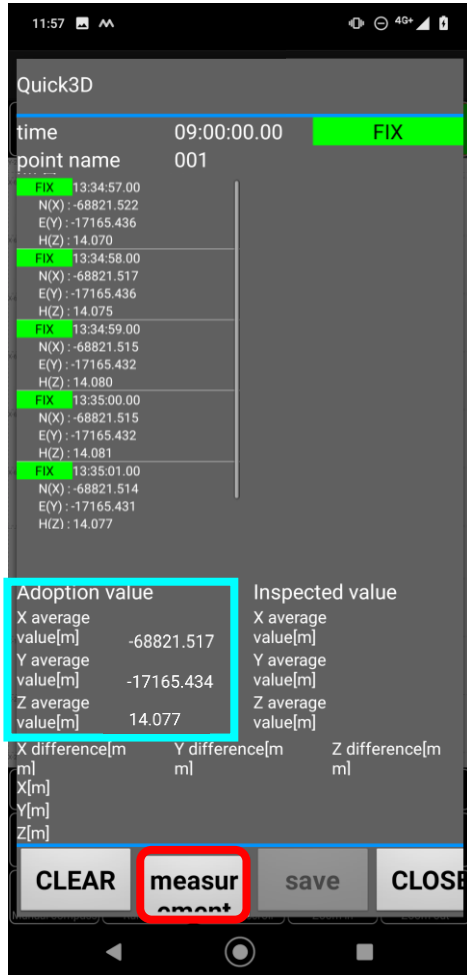 11:57
4G+
Quick3D
time 09:00:00.00 FIX
point name 001
FIX 13:34:57.00
N(X) : -68821.522
E(Y) : -17165.436
H(Z) : 14.070
FIX 13:34:58.00
N(X) : -68821.517
E(Y) : -17165.436
H(Z) : 14.075
FIX 13:34:59.00
N(X) : -68821.515
E(Y) : -17165.432
H(Z) : 14.080
FIX 13:35:00.00
N(X) : -68821.515
E(Y) : -17165.432
H(Z) : 14.081
FIX 13:35:01.00
N(X) : -68821.514
E(Y) : -17165.431
H(Z) : 14.077
Adoption value
X average
value[m] -68821.517
Y average
value[m] -17165.434
Z average
value[m] 14.077
Inspected value
X average
value[m]
Y average
value[m]
Z average
value[m]
X difference[m
m]
Y difference[m
m]
Z difference[m
m]
X[m]
Y[m]
Z[m]
CLEAR
measur
ement
save
CLOSE